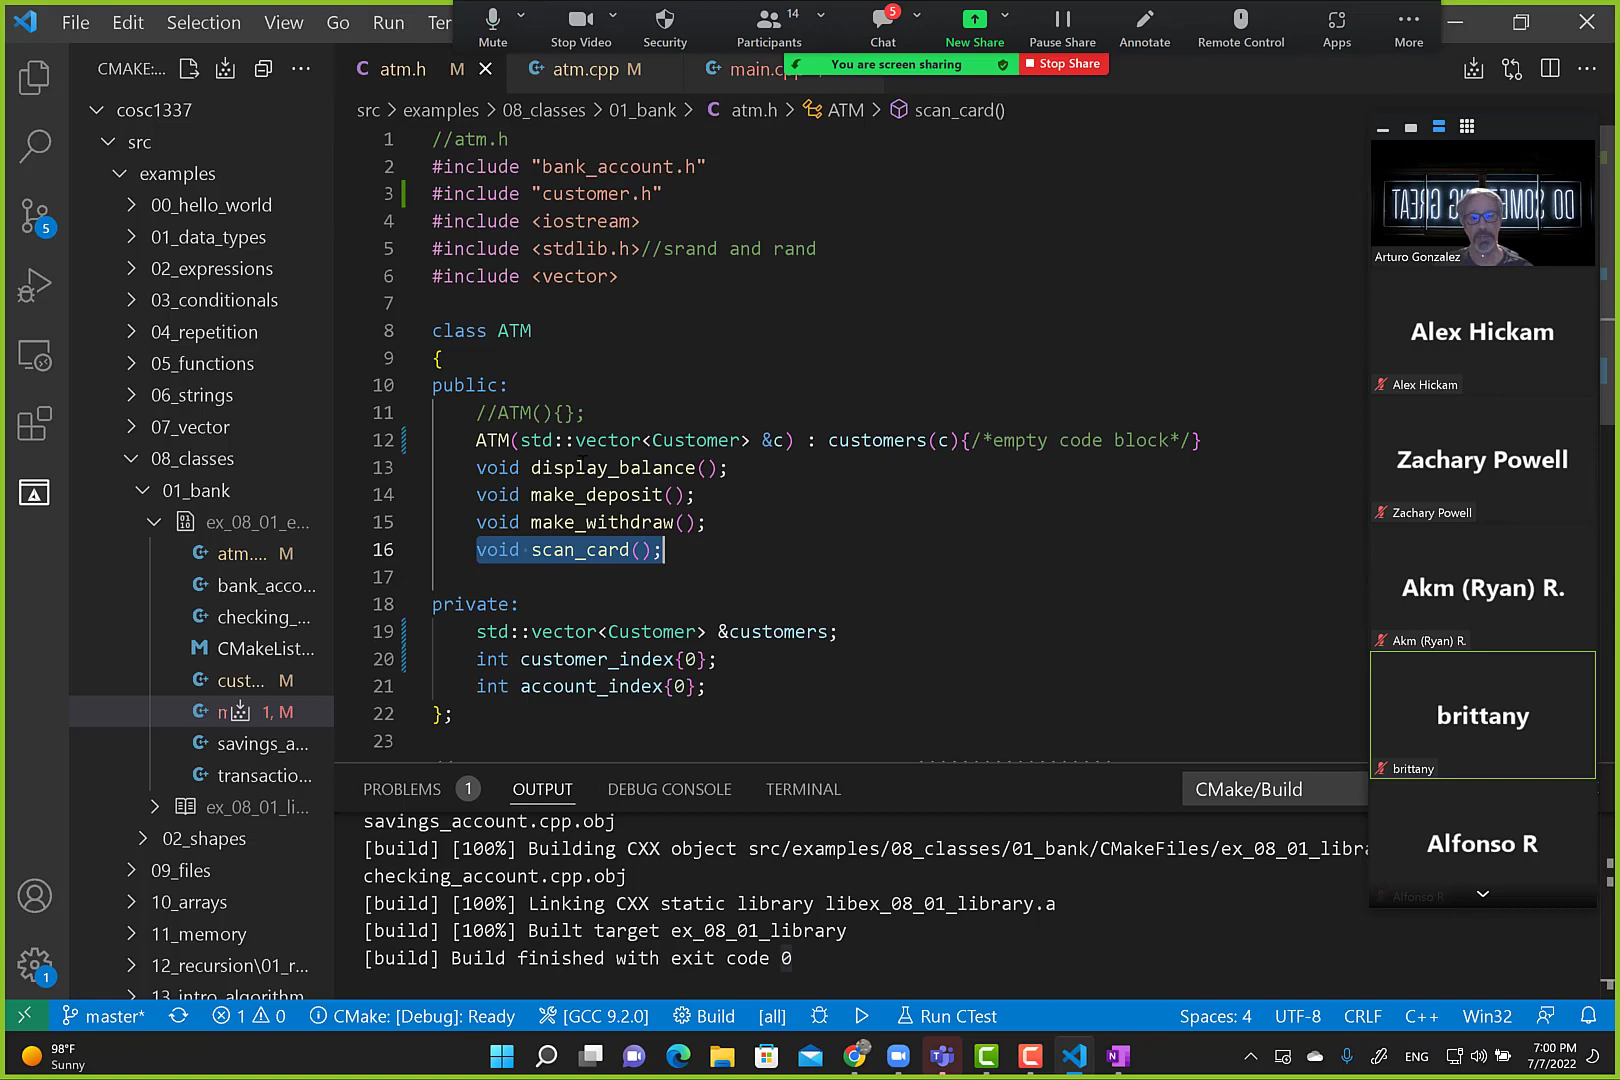 File Edit Selection View Go Run Ter
Mute
Stop Video
Security
14
Participants
5
Chat
New Share
Pause Share
Annotate
Remote Control
Apps
More
You are screen sharing
Stop Share
CMAKE:...
atm.h M
atm.cpp M
main.cpp
src > examples > 08_classes > 01_bank > C atm.h > ATM > scan_card()
cosc1337
src
examples
00_hello_world
01_data_types
02_expressions
03_conditionals
04_repetition
05_functions
06_strings
07_vector
08_classes
01_bank
ex_08_01_e...
atm.... M
bank_acco...
checking_...
CMakeList...
cust... M
1, M
savings_a...
transactio...
ex_08_01_li...
02_shapes
09_files
10_arrays
11_memory
12_recursion\01_r...
13_intro_algorithm
5
1
1 //atm.h
2 #include "bank_account.h"
3 #include "customer.h"
4 #include <iostream>
5 #include <stdlib.h>//srand and rand
6 #include <vector>
7
8 class ATM
9 {
10 public:
11 //ATM(){};
12 ATM(std::vector<Customer> &c) : customers(c){/*empty code block*/}
13 void display_balance();
14 void make_deposit();
15 void make_withdraw();
16 void scan_card();
17
18 private:
19 std::vector<Customer> &customers;
20 int customer_index{0};
21 int account_index{0};
22 };
23
PROBLEMS 1 OUTPUT DEBUG CONSOLE TERMINAL CMake/Build
savings_account.cpp.obj
[build] [100%] Building CXX object src/examples/08_classes/01_bank/CMakeFiles/ex_08_01_libra
checking_account.cpp.obj
[build] [100%] Linking CXX static library libex_08_01_library.a
[build] [100%] Built target ex_08_01_library
[build] Build finished with exit code 0
DO SOMETHING GREAT
Arturo Gonzalez
Alex Hickam
Alex Hickam
Zachary Powell
Zachary Powell
Akm (Ryan) R.
Akm (Ryan) R.
brittany
brittany
Alfonso R
Alfonso R
master* 1 0 CMake: [Debug]: Ready [GCC 9.2.0] Build [all] Run CTest Spaces: 4 UTF-8 CRLF C++ Win32
98°F
Sunny
ENG
7:00 PM
7/7/2022